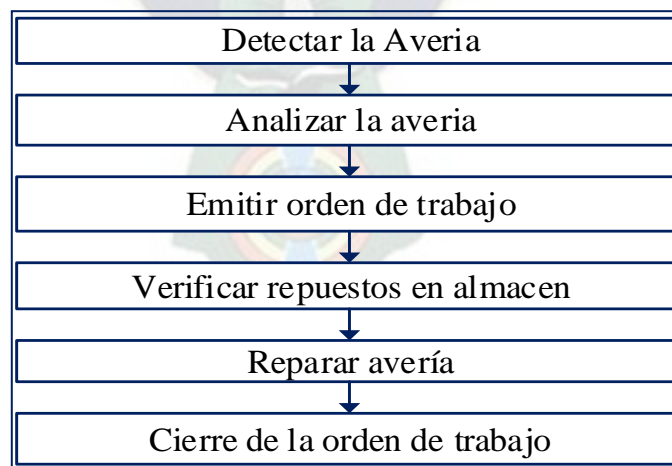 Detectar la Averia
Analizar la averia
Emitir orden de trabajo
Verificar repuestos en almacen
Reparar avería
Cierre de la orden de trabajo